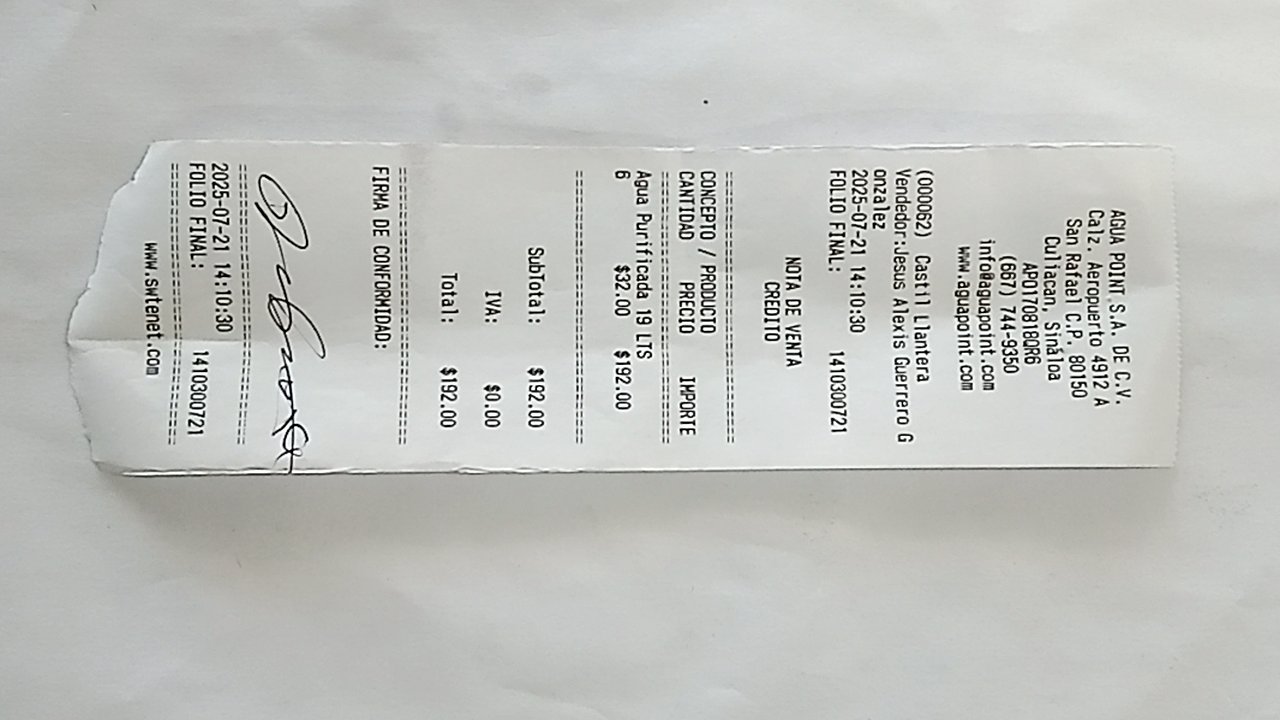 AGUA POINT S.A. DE C.V.
Calz. Aeropuerto 4912 A
San Rafael C.P. 80150
Culiacan, Sinaloa
APO170818QR6
(667) 744-9350
info@aguapoint.com
www.aguapoint.com
(000062) Castil Llantera
Vendedor:Jesus Alexis Guerrero G
onzalez
2025-07-21 14:10:30
FOLIO FINAL: 1410300721
NOTA DE VENTA
CREDITO
================================
CONCEPTO / PRODUCTO
CANTIDAD PRECIO IMPORTE
================================
Agua Purificada 19 LTS
6 $32.00 $192.00
================================
SubTotal: $192.00
IVA: $0.00
Total: $192.00
================================
FIRMA DE CONFORMIDAD:
================================
2025-07-21 14:10:30
FOLIO FINAL: 1410300721
================================
www.swtenet.com